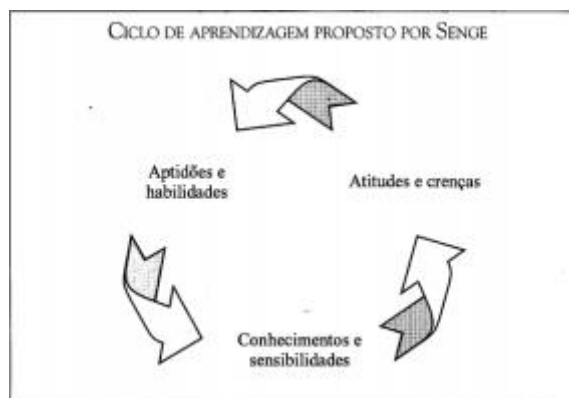 CICLO DE APRENDIZAGEM PROPOSTO POR SENGE
Aptidões e
habilidades
Atitudes e crenças
Conhecimentos e
sensibilidades